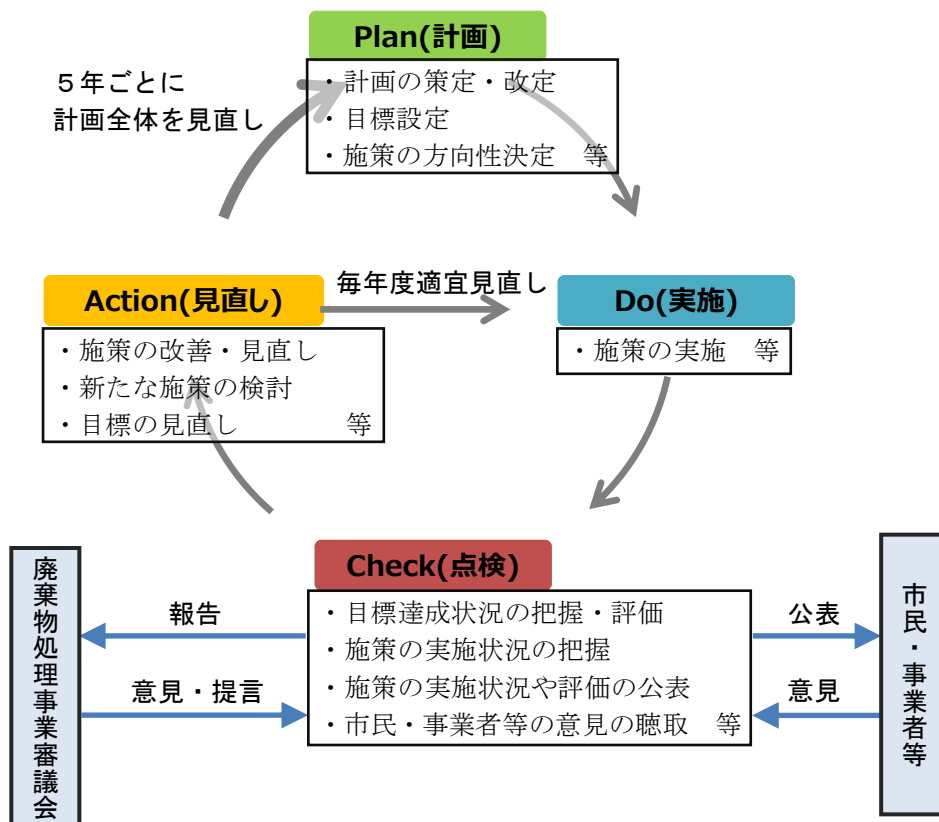 Plan(計画)
・計画の策定・改定
・目標設定
・施策の方向性決定　等
５年ごとに
計画全体を見直し
Action(見直し)
・施策の改善・見直し
・新たな施策の検討
・目標の見直し　　　　等
毎年度適宜見直し
Do(実施)
・施策の実施　等
Check(点検)
・目標達成状況の把握・評価
・施策の実施状況の把握
・施策の実施状況や評価の公表
・市民・事業者等の意見の聴取　等
廃棄物処理事業審議会
報告
意見・提言
公表
意見
市民・事業者等